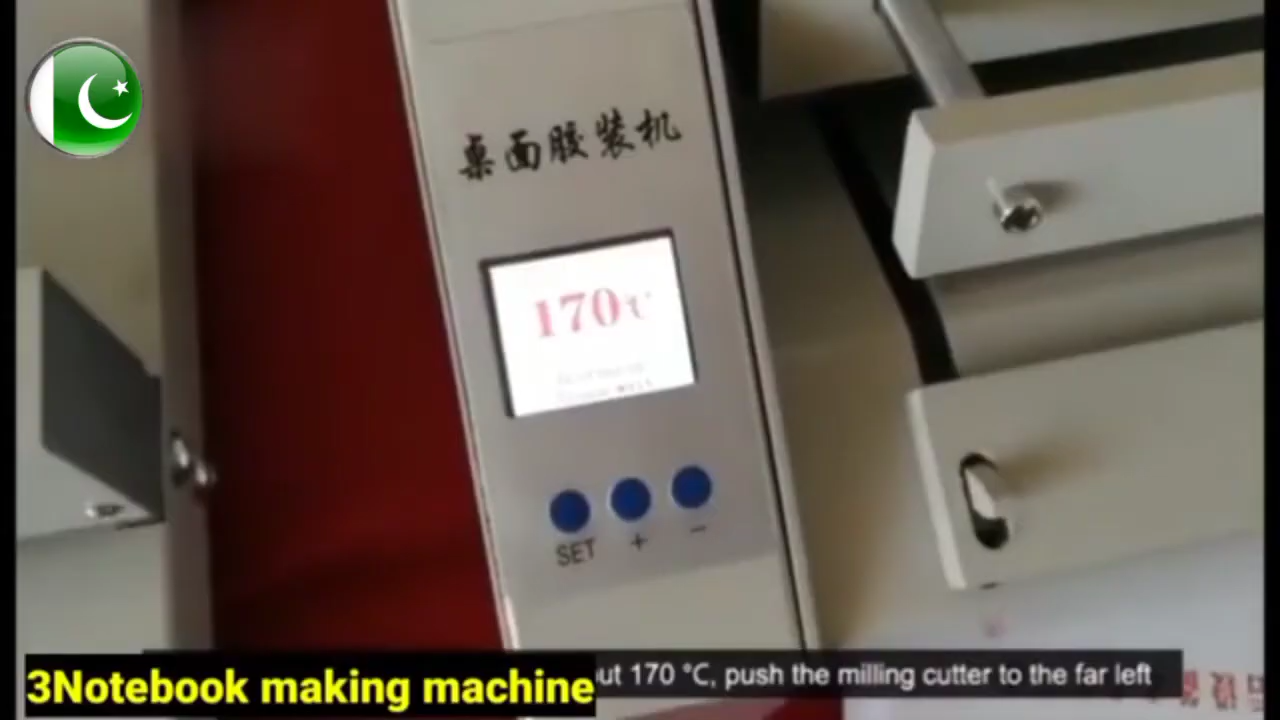 桌面胶装机
170℃
SET + −
ut 170 °C, push the milling cutter to the far left
3Notebook making machine